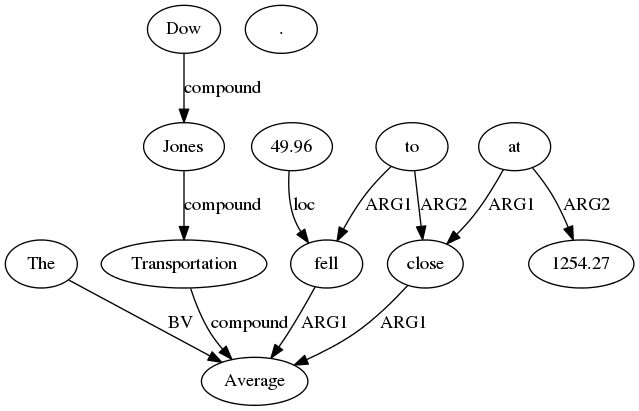 Dow .
compound
Jones 49.96 to at
compound loc ARG1 ARG2 ARG1 ARG2
The Transportation fell close 1254.27
BV compound ARG1 ARG1
Average